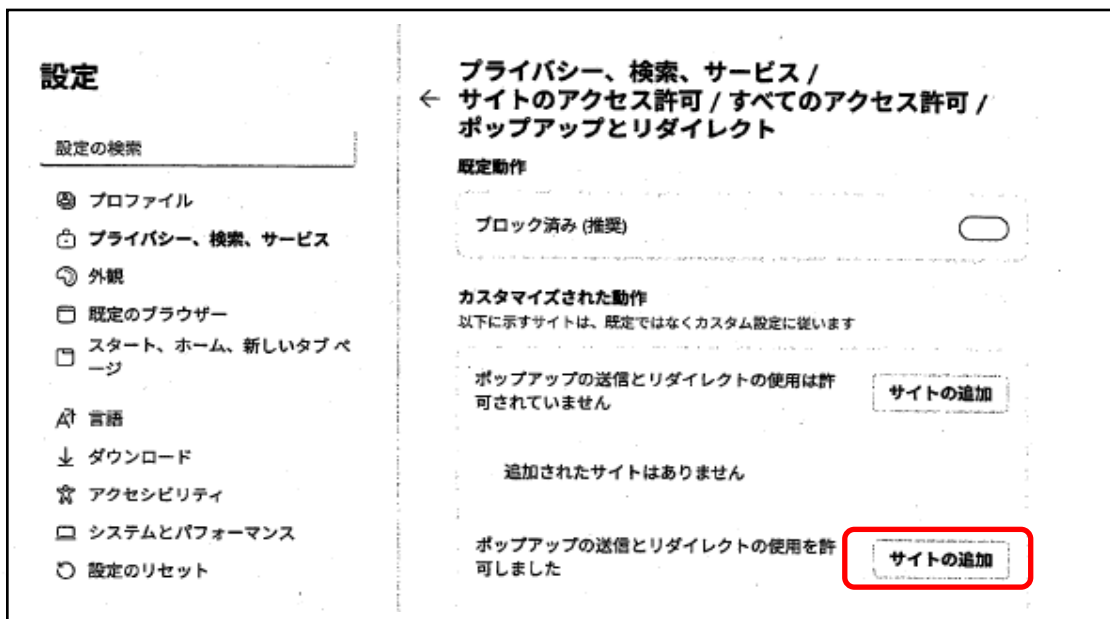 設定
設定の検索
プロファイル
プライバシー、検索、サービス
外観
既定のブラウザー
スタート、ホーム、新しいタブ ペ
ージ
言語
ダウンロード
アクセシビリティ
システムとパフォーマンス
設定のリセット
プライバシー、検索、サービス /
サイトのアクセス許可 / すべてのアクセス許可 /
ポップアップとリダイレクト
既定動作
ブロック済み (推奨)
カスタマイズされた動作
以下に示すサイトは、既定ではなくカスタム設定に従います
ポップアップの送信とリダイレクトの使用は許
可されていません
サイトの追加
追加されたサイトはありません
ポップアップの送信とリダイレクトの使用を許
可しました
サイトの追加